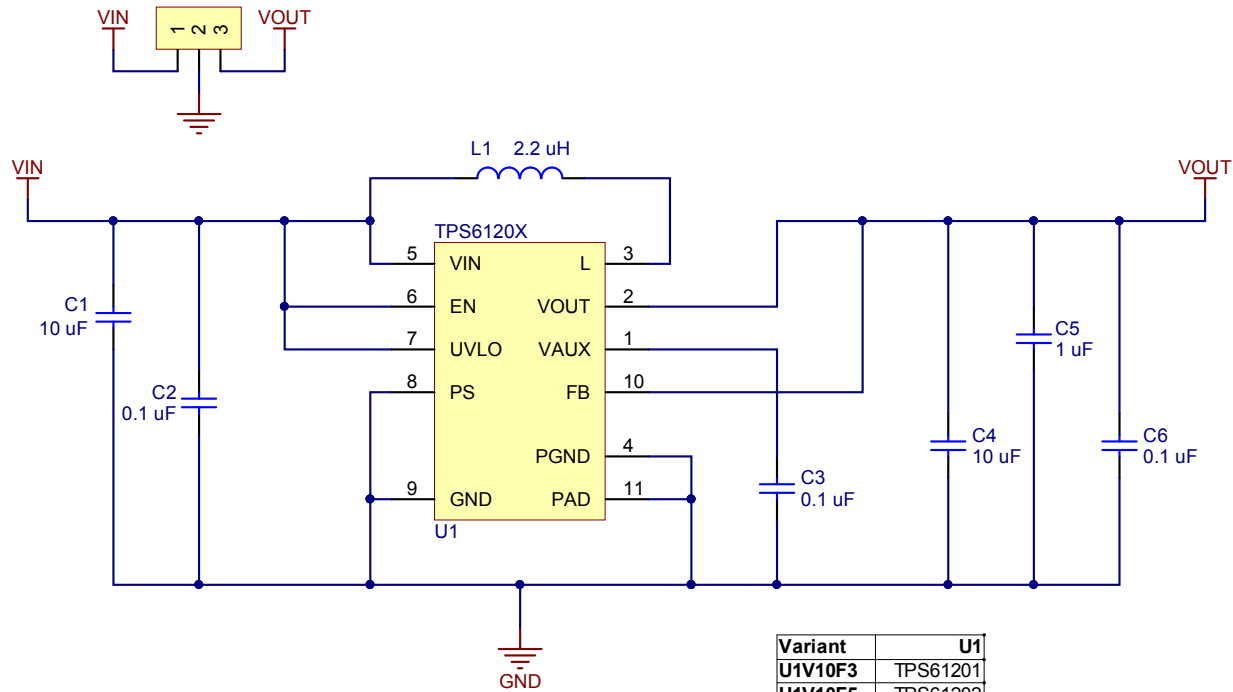 VIN VOUT
1 2 3
L1 2.2 uH
VIN
VOUT
TPS6120X
5 VIN L 3
6 EN VOUT 2
7 UVLO VAUX 1
8 PS FB 10
PGND 4
9 GND PAD 11
U1
C1
10 uF
C2
0.1 uF
C3
0.1 uF
C4
10 uF
C5
1 uF
C6
0.1 uF
GND
Variant U1
U1V10F3 TPS61201
U1V10F5 TPS61202